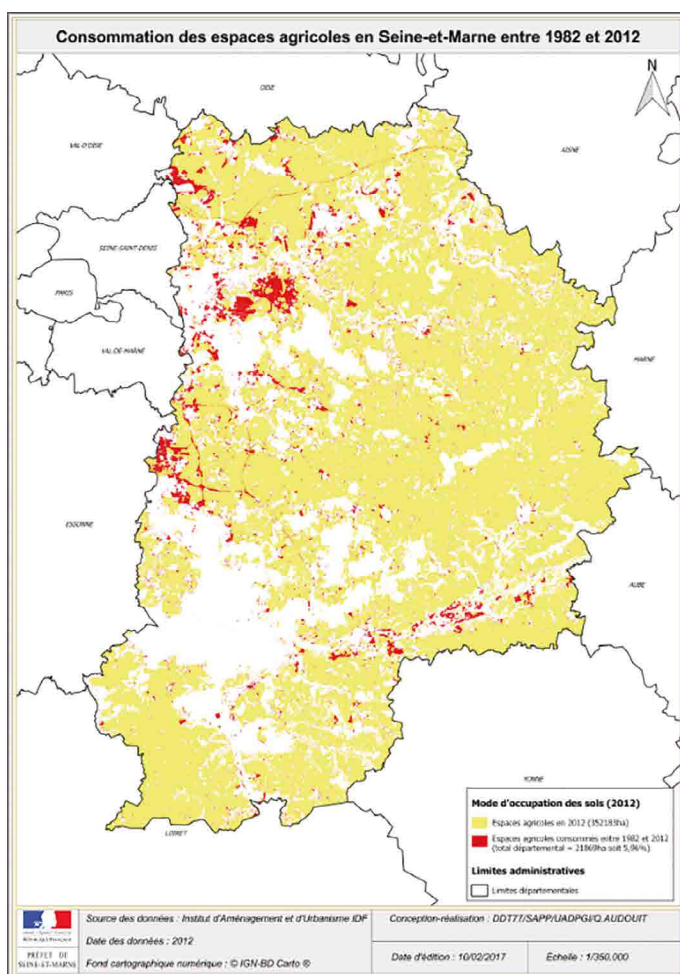 Consommation des espaces agricoles en Seine-et-Marne entre 1982 et 2012
N
OISE
VAL-D'OISE
AISNE
SEINE-SAINT-DENIS
PARIS
VAL-DE-MARNE
MARNE
ESSONNE
AUBE
YONNE
LOIRET
Mode d'occupation des sols (2012)
Espaces agricoles en 2012 (352183ha)
Espaces agricoles consommés entre 1982 et 2012
(total départemental = 21869ha soit 5,96%)
Limites administratives
Limites départementales
RÉPUBLIQUE FRANÇAISE
PRÉFET DE
SEINE-ET-MARNE
Source des données : Institut d'Aménagement et d'Urbanisme IDF
Date des données : 2012
Fond cartographique numérique : © IGN-BD Carto ®
Conception-réalisation : DDT77/SAPP/UADPGI/Q.AUDOUIT
Date d'édition : 10/02/2017
Echelle : 1/350.000